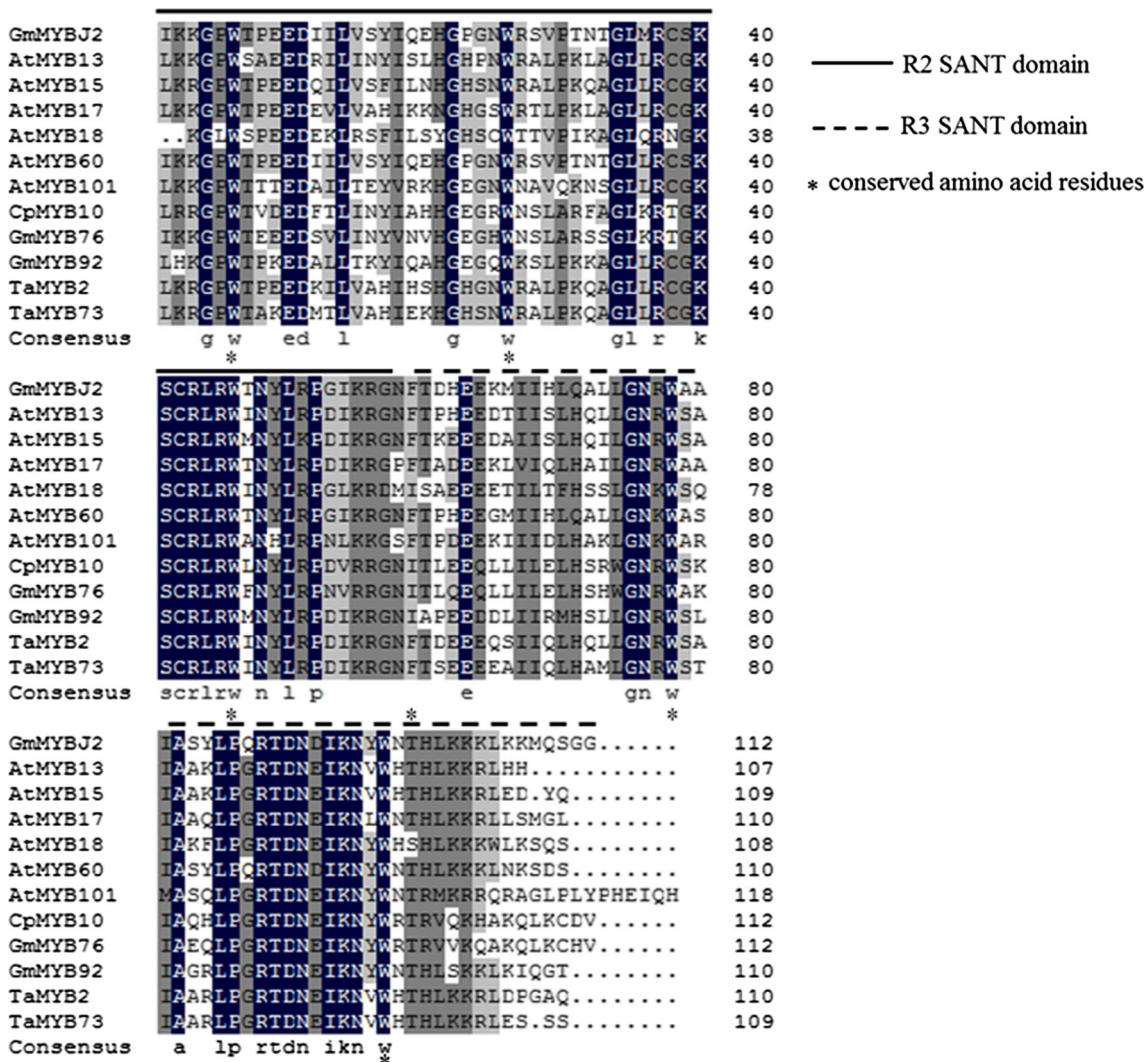 GmMYBJ2 IKKGPWTPEEDIILVSYIQEHGPGNWRSVPTNTGLMRCSK 40
AtMYB13 LKKGPWSAEEDRILINYISLHGHPNWRALPKLAGLLRCGK 40
AtMYB15 LKRGPWTPEEDQILVSFILNHGHSNWRALPKQAGLLRCGK 40
AtMYB17 LKKGPWTPEEDEVLVAHIKKNGHGSWRTLPKLAGLLRCGK 40
AtMYB18 ..KGLWSPEEDEKLRSFILSYGHSCWTTVPIKAGLQRNGK 38
AtMYB60 IKKGPWTPEEDIILVSYIQEHGPGNWRSVPTNTGLLRCSK 40
AtMYB101 LKKGPWTTTEDAILTEYVRKHGEGNWNAVQKNSGLLRCGK 40
CpMYB10 LRRGPWTVDEDFTLINYIAHHGEGRWNSLARFAGLKRTGK 40
GmMYB76 IKKGPWTEEEDSVLINYVNVHGEGHWNSLARSSGLKRTGK 40
GmMYB92 LHKGPWTPKEDALLTKYIQAHGEGQWKSLPKKAGLLRCGK 40
TaMYB2 LKRGPWTPEEDKILVAHIHSHGHGNWRALPKQAGLLRCGK 40
TaMYB73 LKRGPWTAKEDMTLVAHIEKHGHSNWRALPKQAGLLRCGK 40
Consensus g w ed l g w gl r k
* *
R2 SANT domain
R3 SANT domain
* conserved amino acid residues
GmMYBJ2 SCRLRWTNYLRPGIKRGNFTDHEEKMIIHLQALLGNRWAA 80
AtMYB13 SCRLRWINYLRPDIKRGNFTPHEEDTIISLHQLLGNRWSA 80
AtMYB15 SCRLRWMNYLKPDIKRGNFTKEEEDAIISLHQILGNRWSA 80
AtMYB17 SCRLRWTNYLRPDIKRGPFTADEEKLVIQLHAILGNRWAA 80
AtMYB18 SCRLRWINYLRPGLKRDMISAEEEETILTFHSSLGNKWSQ 78
AtMYB60 SCRLRWTNYLRPGIKRGNFTPHEEGMIIHLQALLGNKWAS 80
AtMYB101 SCRLRWANHLRPNLKKGSFTPDEEKIIIDLHAKLGNKWAR 80
CpMYB10 SCRLRWLNYLRPDVRRGNITLEEQLLILELHSRWGNRWSK 80
GmMYB76 SCRLRWFNYLRPNVRRGNITLQEQLLILELHSHWGNRWAK 80
GmMYB92 SCRLRWMNYLRPDIKRGNIAPEEDDLIIRMHSLLGNRWSL 80
TaMYB2 SCRLRWINYLRPDIKRGNFTDEEEQSIIQLHQLLGNRWSA 80
TaMYB73 SCRLRWINYLRPDIKRGNFTSEEEEAIIQLHAMLGNRWST 80
Consensus scrlrw n l p e gn w
* * *
GmMYBJ2 IASYLPQRTDNDIKNYWNTHLKKKLKKMQSGG...... 112
AtMYB13 IAAKLPGRTDNEIKNVWHTHLKKRLHH........... 107
AtMYB15 IAAKLPGRTDNEIKNVWHTHLKKRLED.YQ........ 109
AtMYB17 IAAQLPGRTDNEIKNLWNTHLKKRLLSMGL........ 110
AtMYB18 IAKFLPGRTDNEIKNYWHSHLKKKWLKSQS........ 108
AtMYB60 IASYLPQRTDNDIKNYWNTHLKKKLNKSDS........ 110
AtMYB101 MASQLPGRTDNEIKNYWNTRMKRRQRAGLPLYPHEIQH 118
CpMYB10 IAQHLPGRTDNEIKNYWRTRVQKHAKQLKCDV...... 112
GmMYB76 IAEQLPGRTDNEIKNYWRTRVVKQAKQLKCHV...... 112
GmMYB92 IAGRLPGRTDNEIKNYWNTHLSKKLKIQGT........ 110
TaMYB2 IAARLPGRTDNEIKNVWHTHLKKRLDPGAQ........ 110
TaMYB73 IAARLPGRTDNEIKNVWHTHLKKRLES.SS........ 109
Consensus a lp rtdn ikn w
*